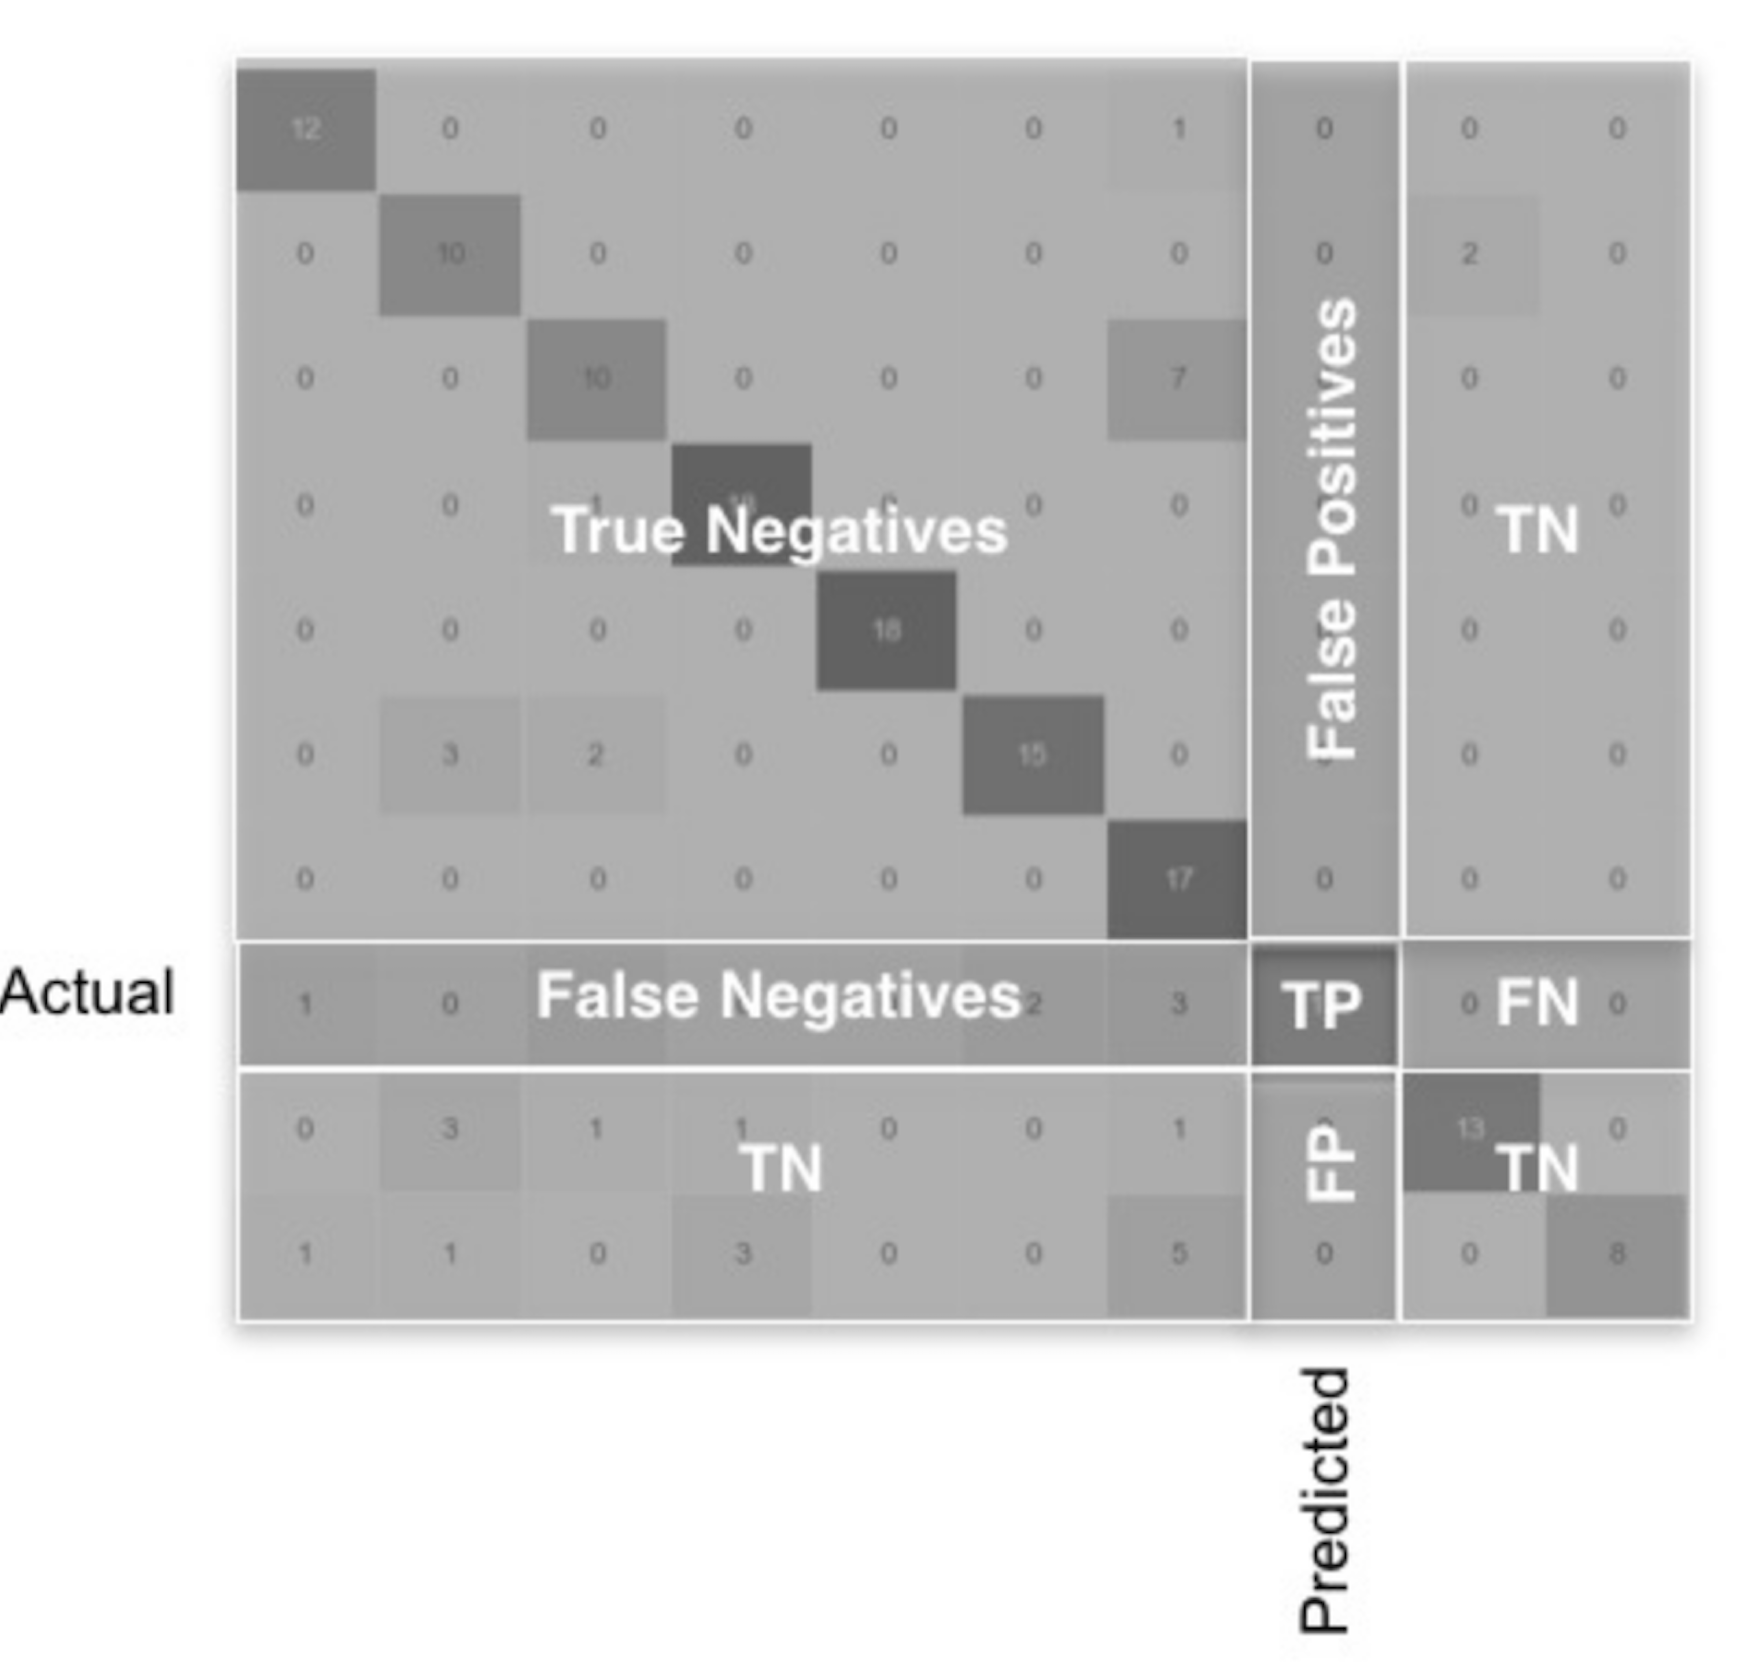 12 0 0 0 0 0 1 0 0 0
0 10 0 0 0 0 0 0 2 0
0 0 10 0 0 0 7 0 0
0 0 0 0 0 0
True Negatives
False Positives
TN
0 0 0 0 18 0 0 0 0
0 3 2 0 0 15 0 0 0
0 0 0 0 0 0 17 0 0 0
Actual
1 0 False Negatives 2 3 TP 0 FN 0
0 3 1 1 0 0 1 13 0
TN
FP
TN
1 1 0 3 0 0 5 0 0 8
Predicted